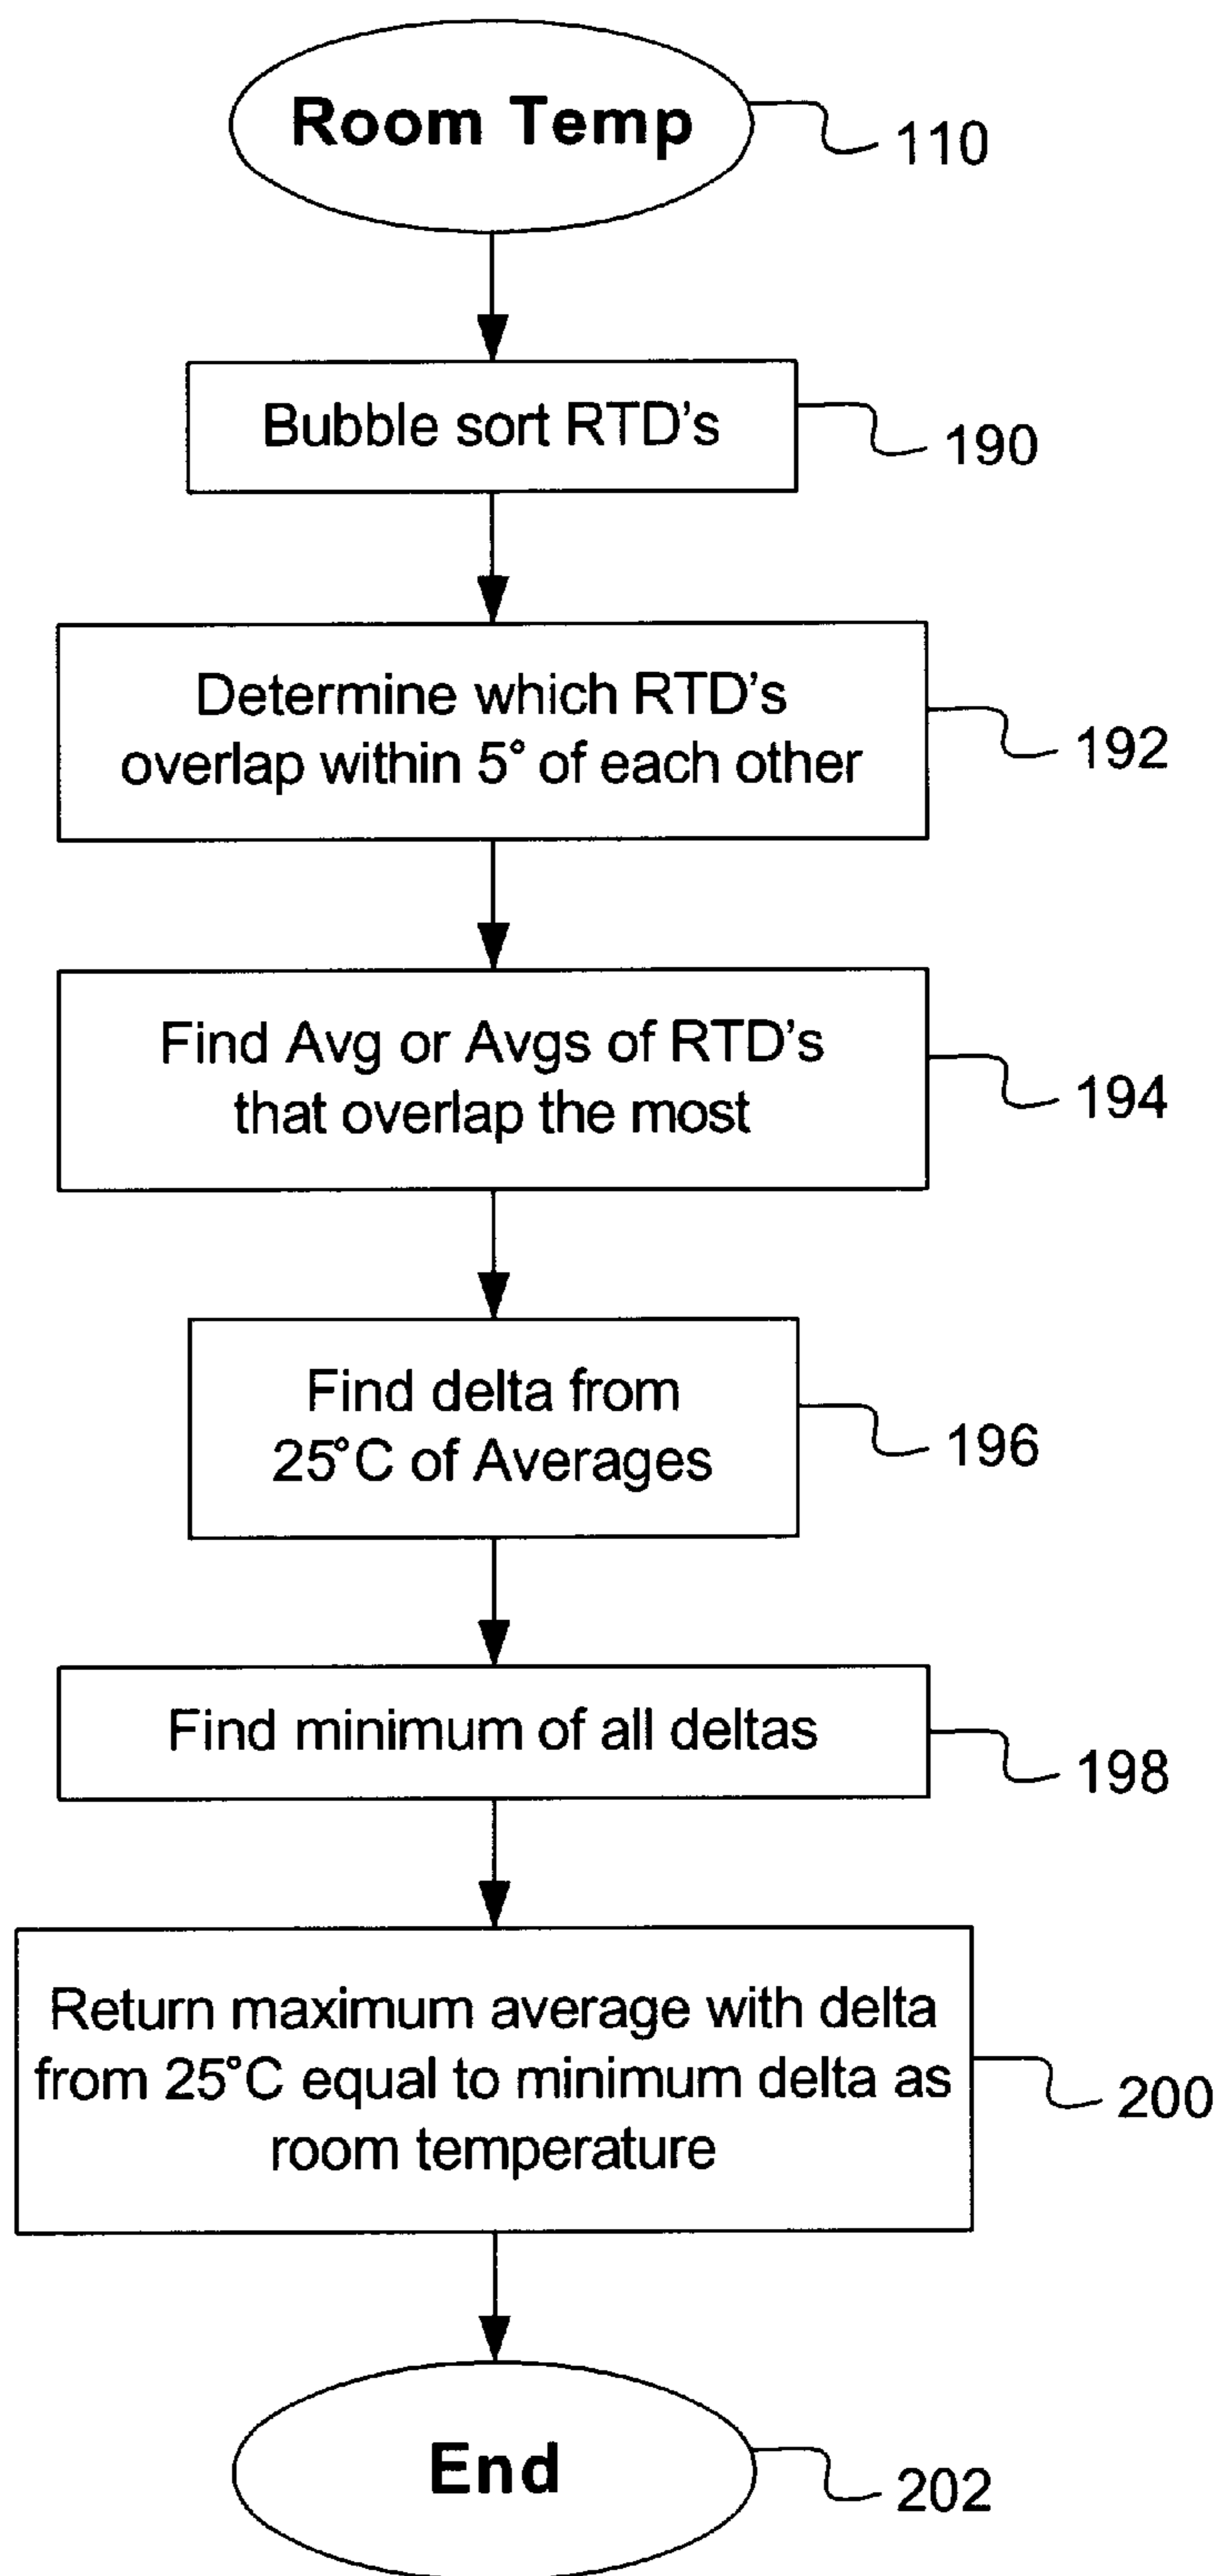 Room Temp
110
Bubble sort RTD's
190
Determine which RTD's
overlap within 5° of each other
192
Find Avg or Avgs of RTD's
that overlap the most
194
Find delta from
25°C of Averages
196
Find minimum of all deltas
198
Return maximum average with delta
from 25°C equal to minimum delta as
room temperature
200
End
202